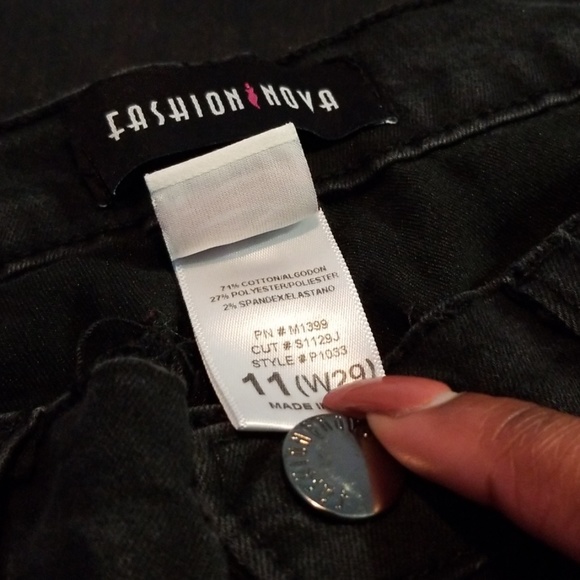 FASHION NOVA
71% COTTON/ALGODON
27% POLYESTER/POLIESTER
2% SPANDEX/ELASTANO
PN # M1399
CUT # S1129J
STYLE # P1033
11 (W29)
MADE